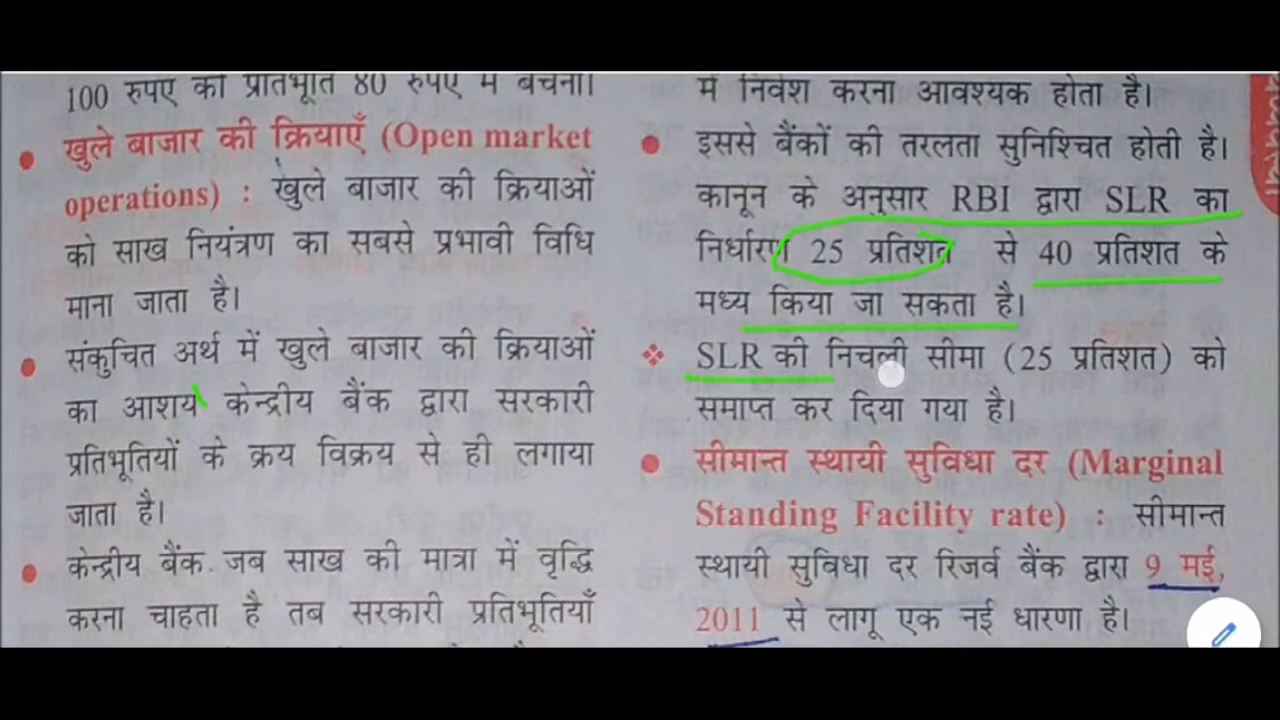 100 रुपए की प्रतिभूति 80 रुपए में बेचना।
खुले बाजार की क्रियाएँ (Open market
operations) : खुले बाजार की क्रियाओं
को साख नियंत्रण का सबसे प्रभावी विधि
माना जाता है।
संकुचित अर्थ में खुले बाजार की क्रियाओं
का आशय केन्द्रीय बैंक द्वारा सरकारी
प्रतिभूतियों के क्रय विक्रय से ही लगाया
जाता है।
केन्द्रीय बैंक जब साख की मात्रा में वृद्धि
करना चाहता है तब सरकारी प्रतिभूतियाँ
में निवेश करना आवश्यक होता है।
इससे बैंकों की तरलता सुनिश्चित होती है।
कानून के अनुसार RBI द्वारा SLR का
निर्धारण 25 प्रतिशत से 40 प्रतिशत के
मध्य किया जा सकता है।
SLR की निचली सीमा (25 प्रतिशत) को
समाप्त कर दिया गया है।
सीमान्त स्थायी सुविधा दर (Marginal
Standing Facility rate) : सीमान्त
स्थायी सुविधा दर रिजर्व बैंक द्वारा 9 मई,
2011 से लागू एक नई धारणा है।